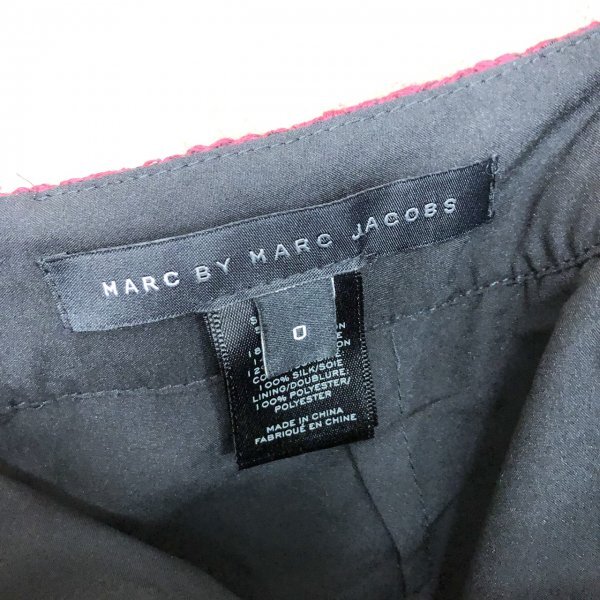 MARC BY MARC JACOBS
0
100% SILK/SOIE
LINING/DOUBLURE:
100% POLYESTER/
POLYESTER
MADE IN CHINA
FABRIQUÉ EN CHINE